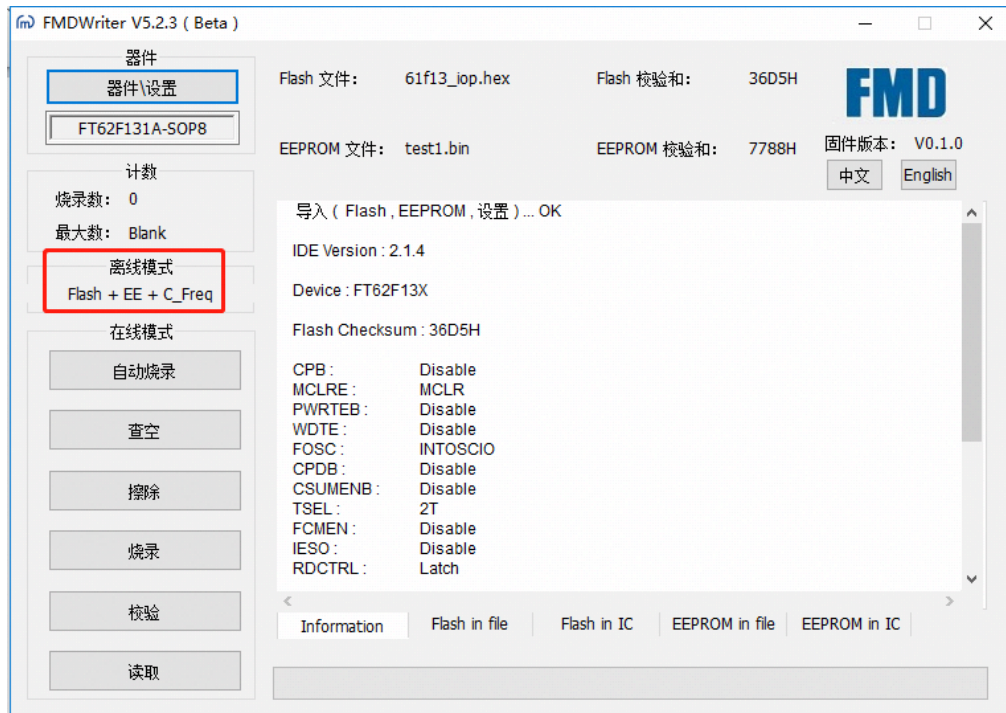 FMDWriter V5.2.3 ( Beta )
器件
器件\设置
FT62F131A-SOP8
计数
烧录数： 0
最大数： Blank
离线模式
Flash + EE + C_Freq
在线模式
自动烧录
查空
擦除
烧录
校验
读取
Flash 文件： 61f13_iop.hex Flash 校验和： 36D5H
EEPROM 文件： test1.bin EEPROM 校验和： 7788H
FMD
固件版本： V0.1.0
中文 English
导入 ( Flash , EEPROM , 设置 ) ... OK
IDE Version : 2.1.4
Device : FT62F13X
Flash Checksum : 36D5H
CPB : Disable
MCLRE : MCLR
PWRTEB : Disable
WDTE : Disable
FOSC : INTOSCIO
CPDB : Disable
CSUMENB : Disable
TSEL : 2T
FCMEN : Disable
IESO : Disable
RDCTRL : Latch
Information Flash in file Flash in IC EEPROM in file EEPROM in IC